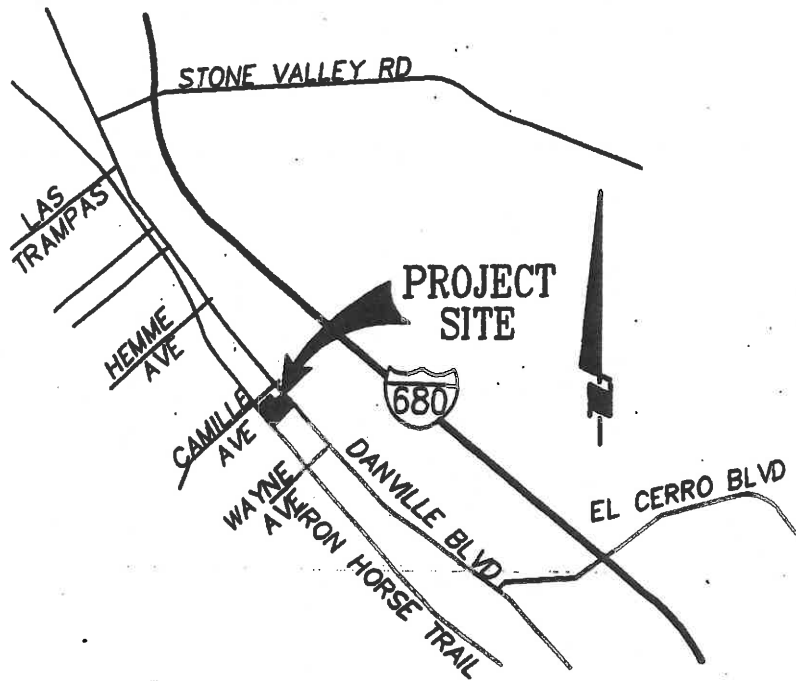 STONE VALLEY RD
LAS
TRAMPAS
PROJECT
SITE
HEMME
AVE
680
CAMILLE
AVE
DANVILLE BLVD
WAYNE
AVE
IRON HORSE TRAIL
EL CERRO BLVD